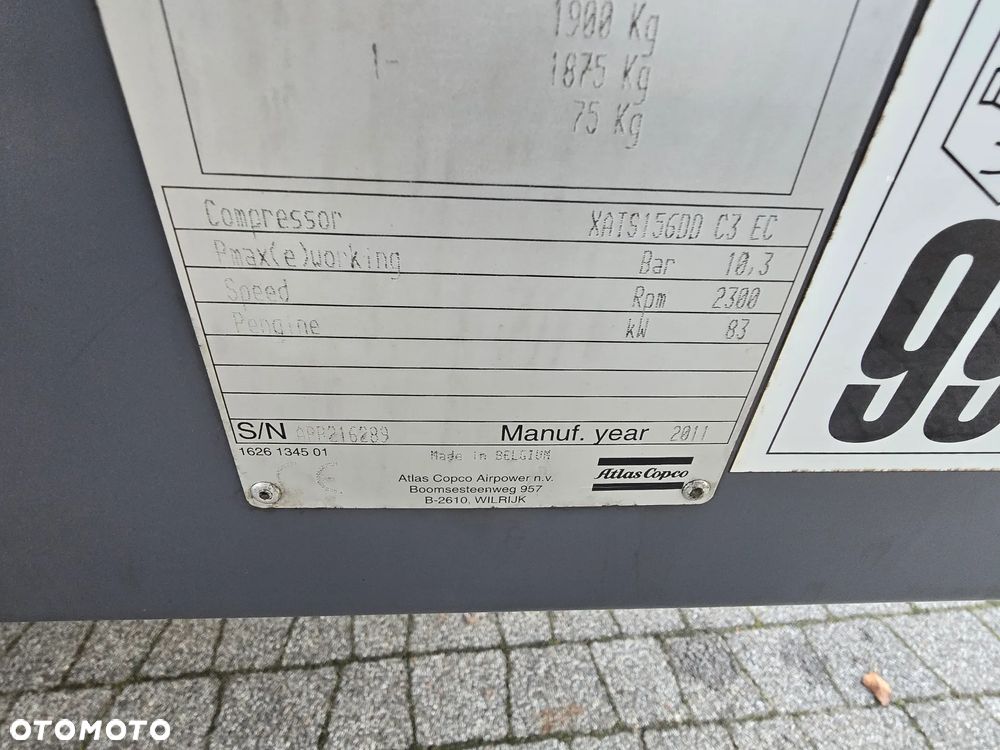 1900 Kg
1- 1875 Kg
75 Kg
Compressor XATS156DD C3 EC
Pmax(e)working Bar 10,3
Speed Rpm 2300
Pengine kW 83
S/N APP216289 Manuf. year 2011
1626 1345 01 Made in BELGIUM
CE
Atlas Copco Airpower n.v.
Boomsesteenweg 957
B-2610, WILRIJK
Atlas Copco
99
OTOMOTO